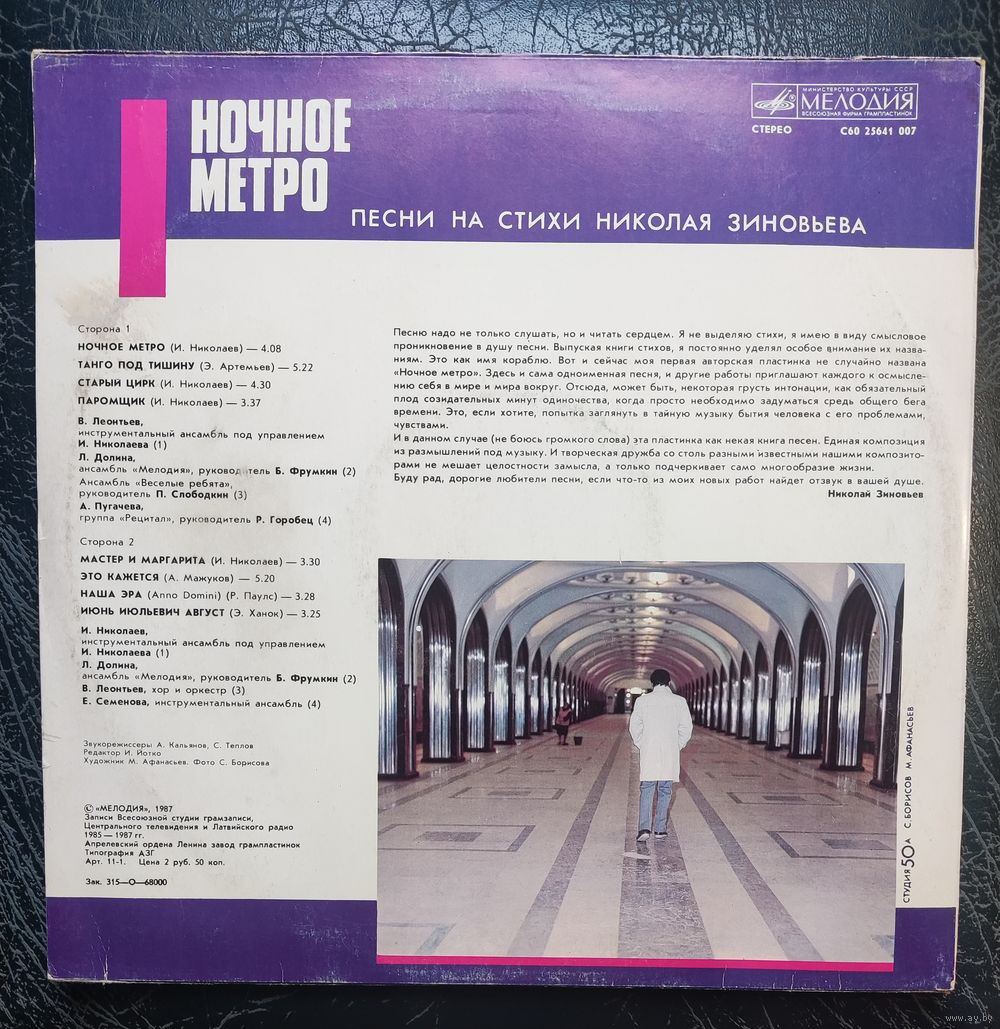 НОЧНОЕ
МЕТРО
ПЕСНИ НА СТИХИ НИКОЛАЯ ЗИНОВЬЕВА
МИНИСТЕРСТВО КУЛЬТУРЫ СССР
МЕЛОДИЯ
ВСЕСОЮЗНАЯ ФИРМА ГРАМПЛАСТИНОК
СТЕРЕО С60 25641 007
Сторона 1
НОЧНОЕ МЕТРО (И. Николаев) — 4.08
ТАНГО ПОД ТИШИНУ (Э. Артемьев) — 5.22
СТАРЫЙ ЦИРК (И. Николаев) — 4.30
ПАРОМЩИК (И. Николаев) — 3.37
В. Леонтьев,
инструментальный ансамбль под управлением
И. Николаева (1)
Л. Долина,
ансамбль «Мелодия», руководитель Б. Фрумкин (2)
Ансамбль «Веселые ребята»,
руководитель П. Слободкин (3)
А. Пугачева,
группа «Рецитал», руководитель Р. Горобец (4)
Сторона 2
МАСТЕР И МАРГАРИТА (И. Николаев) — 3.30
ЭТО КАЖЕТСЯ (А. Мажуков) — 5.20
НАША ЭРА (Anno Domini) (Р. Паулс) — 3.28
ИЮНЬ ИЮЛЬЕВИЧ АВГУСТ (Э. Ханок) — 3.25
И. Николаев,
инструментальный ансамбль под управлением
И. Николаева (1)
Л. Долина,
ансамбль «Мелодия», руководитель Б. Фрумкин (2)
В. Леонтьев, хор и оркестр (3)
Е. Семенова, инструментальный ансамбль (4)
Звукорежиссеры А. Кальянов, С. Теплов
Редактор И. Йотко
Художник М. Афанасьев. Фото С. Борисова
© «МЕЛОДИЯ», 1987
Записи Всесоюзной студии грамзаписи,
Центрального телевидения и Латвийского радио
1985 — 1987 гг.
Апрелевский ордена Ленина завод грампластинок
Типография АЗГ
Арт. 11-1. Цена 2 руб. 50 коп.
Зак. 315—О—68000
Песню надо не только слушать, но и читать сердцем. Я не выделяю стихи, я имею в виду смысловое
проникновение в душу песни. Выпуская книги стихов, я постоянно уделял особое внимание их назва-
ниям. Это как имя кораблю. Вот и сейчас моя первая авторская пластинка не случайно названа
«Ночное метро». Здесь и сама одноименная песня, и другие работы приглашают каждого к осмысле-
нию себя в мире и мира вокруг. Отсюда, может быть, некоторая грусть интонации, как обязательный
плод созидательных минут одиночества, когда просто необходимо задуматься средь общего бега
времени. Это, если хотите, попытка заглянуть в тайную музыку бытия человека с его проблемами,
чувствами.
И в данном случае (не боюсь громкого слова) эта пластинка как некая книга песен. Единая композиция
из размышлений под музыку. И творческая дружба со столь разными известными нашими композито-
рами не мешает целостности замысла, а только подчеркивает само многообразие жизни.
Буду рад, дорогие любители песни, если что-то из моих новых работ найдет отзвук в вашей душе.
Николай Зиновьев
СТУДИЯ 50А С.БОРИСОВ М.АФАНАСЬЕВ
www.ay.by